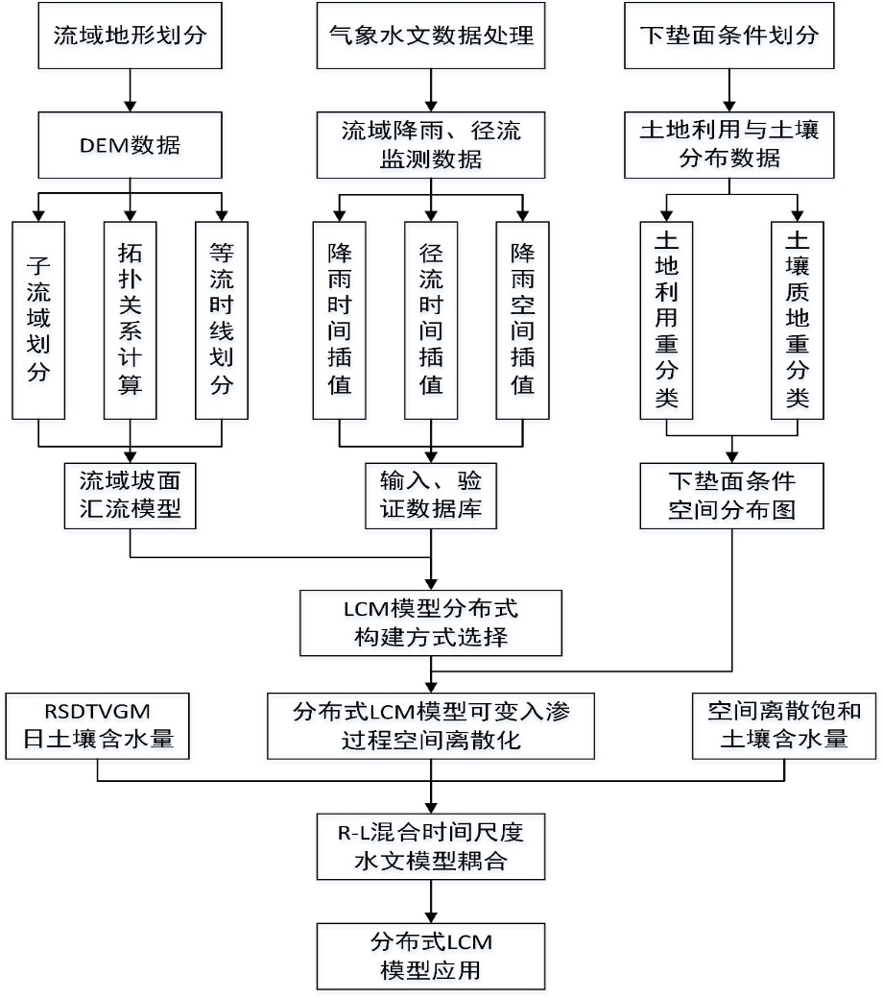 流域地形划分
气象水文数据处理
下垫面条件划分
DEM数据
流域降雨、径流
监测数据
土地利用与土壤
分布数据
子流域划分
拓扑关系计算
等流时线划分
降雨时间插值
径流时间插值
降雨空间插值
土地利用重分类
土壤质地重分类
流域坡面
汇流模型
输入、验
证数据库
下垫面条件
空间分布图
LCM模型分布式
构建方式选择
RSDTVGM
日土壤含水量
分布式LCM模型可变入渗
过程空间离散化
空间离散饱和
土壤含水量
R-L混合时间尺度
水文模型耦合
分布式LCM
模型应用